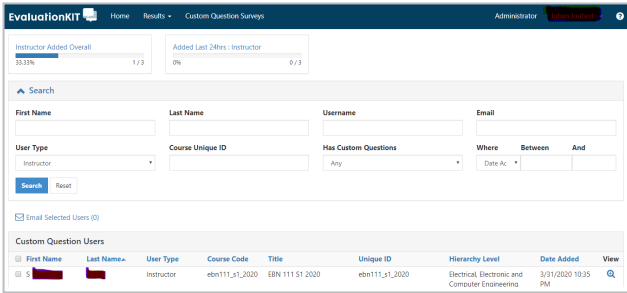 EvaluationKIT Home Results Custom Question Surveys Administrator
Instructor Added Overall Added Last 24hrs : Instructor
33.33% 1 / 3 0% 0 / 3
Search
First Name Last Name Username Email
User Type Course Unique ID Has Custom Questions Where Between And
Instructor Any Date Ac
Search Reset
Email Selected Users (0)
Custom Question Users
First Name Last Name User Type Course Code Title Unique ID Hierarchy Level Date Added View
S Instructor ebn111_s1_2020 EBN 111 S1 2020 ebn111_s1_2020 Electrical, Electronic and 3/31/2020 10:35
Computer Engineering PM